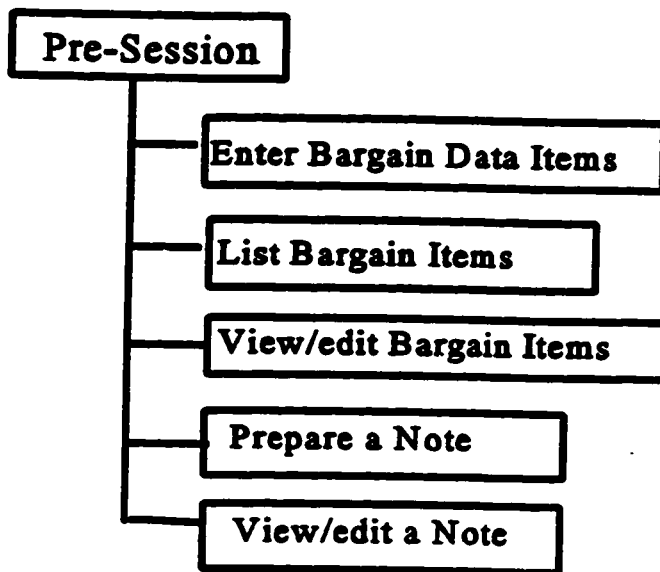 Pre-Session
Enter Bargain Data Items
List Bargain Items
View/edit Bargain Items
Prepare a Note
View/edit a Note